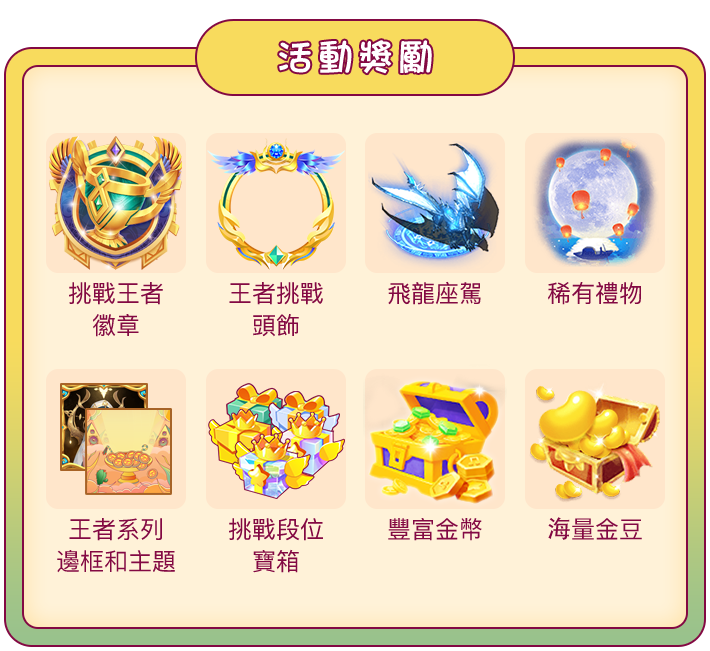 活動獎勵
挑戰王者
徽章
王者挑戰
頭飾
飛龍座駕
稀有禮物
王者系列
邊框和主題
挑戰段位
寶箱
豐富金幣
海量金豆